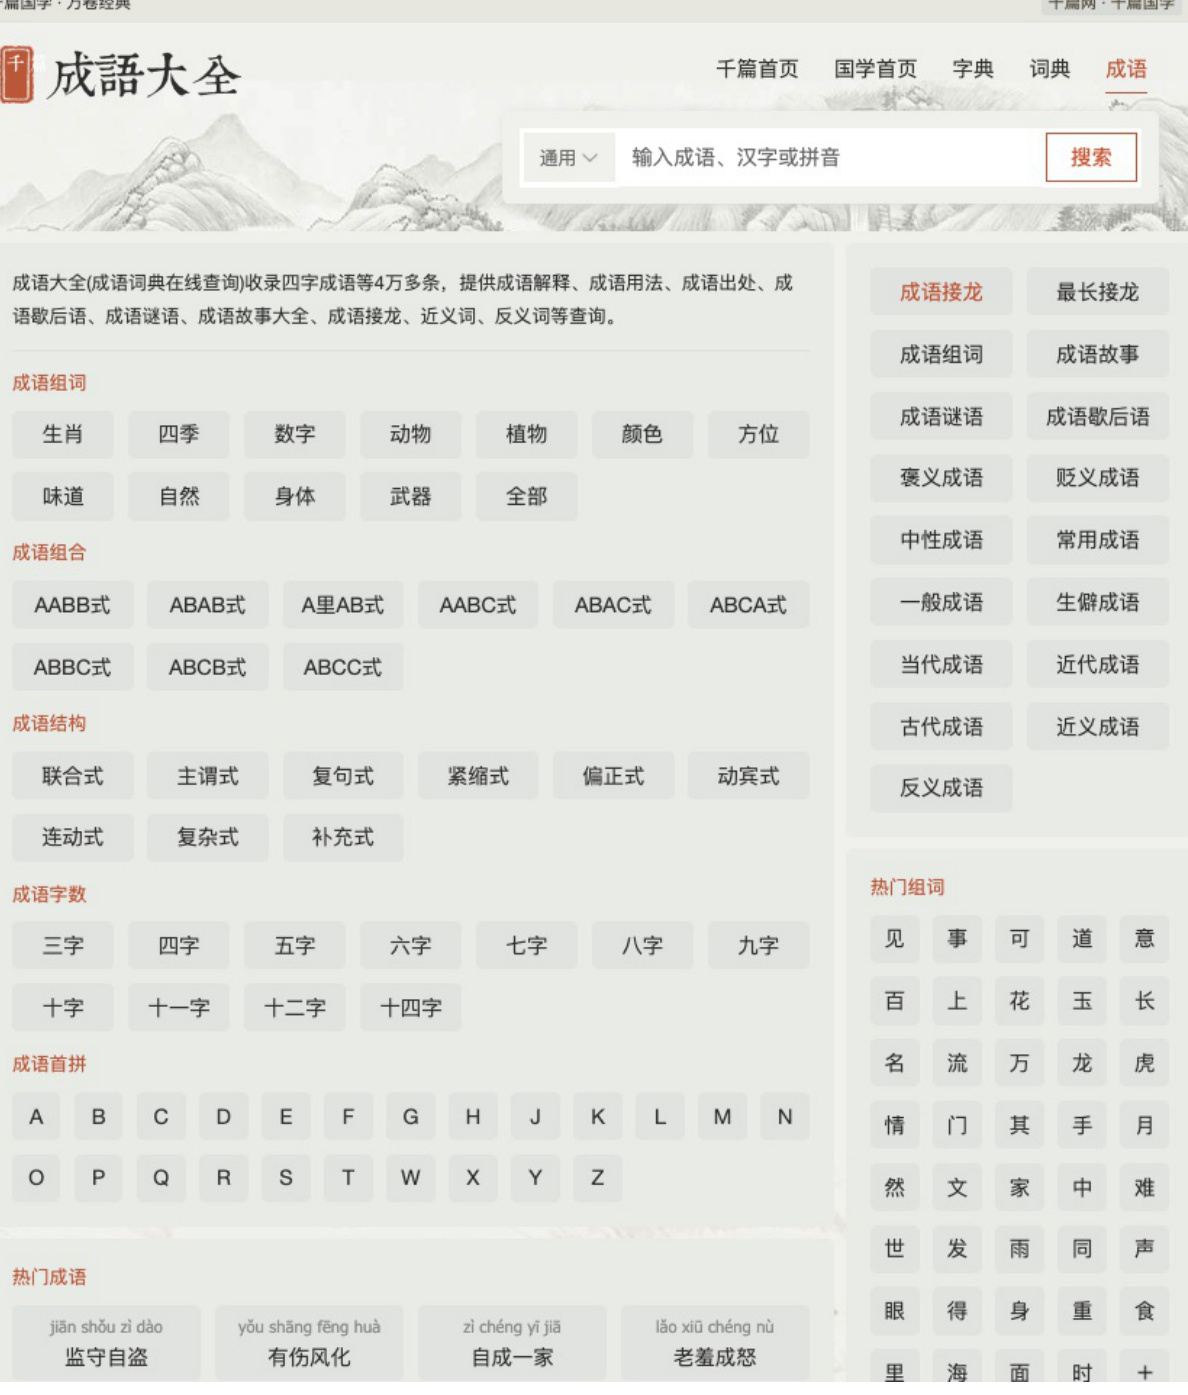 千篇国学·万卷经典
千篇网·千篇国学
千
成語大全
千篇首页 国学首页 字典 词典 成语
通用 输入成语、汉字或拼音 搜索
成语大全(成语词典在线查询)收录四字成语等4万多条，提供成语解释、成语用法、成语出处、成
语歇后语、成语谜语、成语故事大全、成语接龙、近义词、反义词等查询。
成语组词
生肖 四季 数字 动物 植物 颜色 方位
味道 自然 身体 武器 全部
成语组合
AABB式 ABAB式 A里AB式 AABC式 ABAC式 ABCA式
ABBC式 ABCB式 ABCC式
成语结构
联合式 主谓式 复句式 紧缩式 偏正式 动宾式
连动式 复杂式 补充式
成语字数
三字 四字 五字 六字 七字 八字 九字
十字 十一字 十二字 十四字
成语首拼
A B C D E F G H J K L M N
O P Q R S T W X Y Z
热门成语
jiān shǒu zì dào yǒu shāng fēng huà zì chéng yī jiā lǎo xiū chéng nù
监守自盗 有伤风化 自成一家 老羞成怒
成语接龙 最长接龙
成语组词 成语故事
成语谜语 成语歇后语
褒义成语 贬义成语
中性成语 常用成语
一般成语 生僻成语
当代成语 近代成语
古代成语 近义成语
反义成语
热门组词
见 事 可 道 意
百 上 花 玉 长
名 流 万 龙 虎
情 门 其 手 月
然 文 家 中 难
世 发 雨 同 声
眼 得 身 重 食
里 海 面 时 十